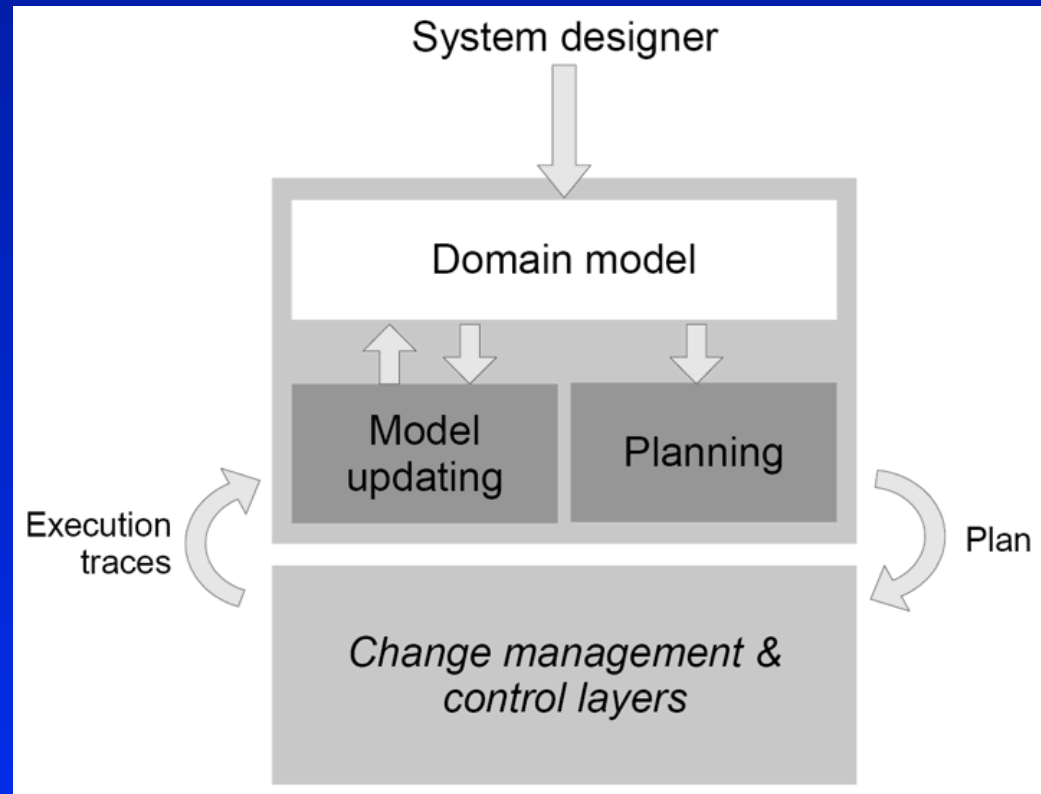 System designer
Domain model
Model
updating
Planning
Execution
traces
Plan
Change management &
control layers